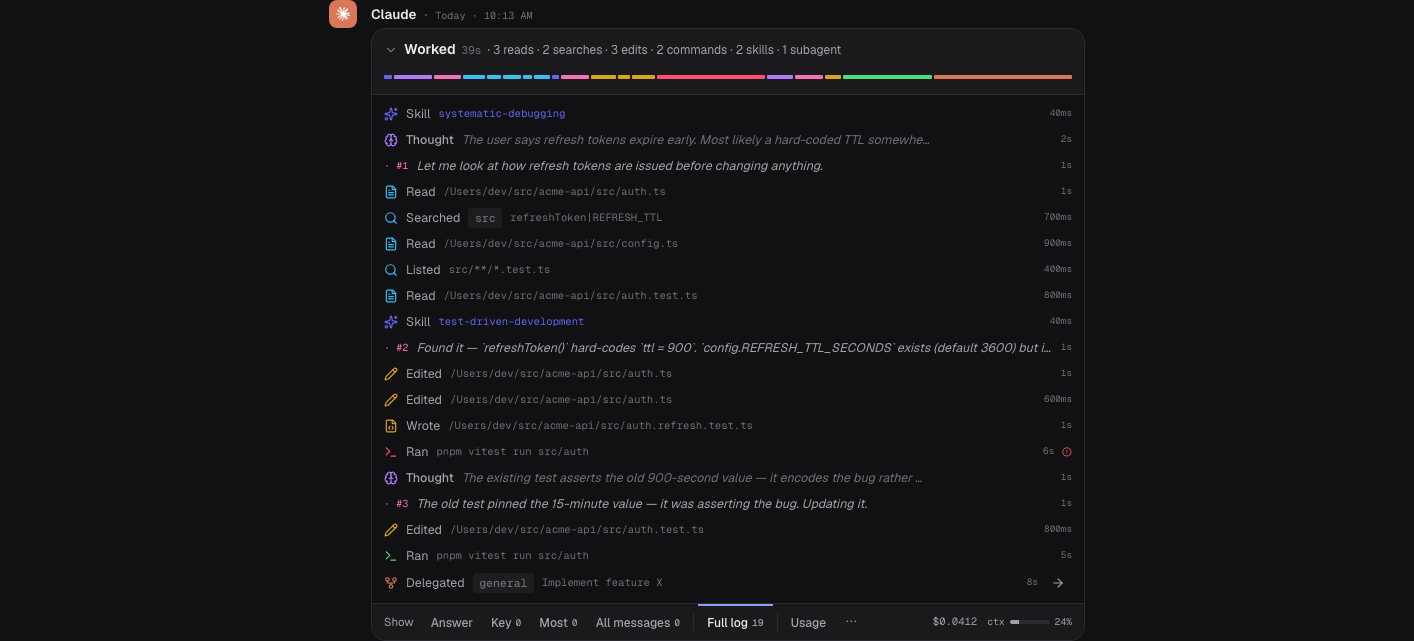 Claude · Today · 10:13 AM
Worked 39s · 3 reads · 2 searches · 3 edits · 2 commands · 2 skills · 1 subagent
Skill systematic-debugging 40ms
Thought The user says refresh tokens expire early. Most likely a hard-coded TTL somewhe… 2s
· #1 Let me look at how refresh tokens are issued before changing anything. 1s
Read /Users/dev/src/acme-api/src/auth.ts 1s
Searched src refreshToken|REFRESH_TTL 700ms
Read /Users/dev/src/acme-api/src/config.ts 900ms
Listed src/**/*.test.ts 400ms
Read /Users/dev/src/acme-api/src/auth.test.ts 800ms
Skill test-driven-development 40ms
· #2 Found it — `refreshToken()` hard-codes `ttl = 900`. `config.REFRESH_TTL_SECONDS` exists (default 3600) but i… 1s
Edited /Users/dev/src/acme-api/src/auth.ts 1s
Edited /Users/dev/src/acme-api/src/auth.ts 600ms
Wrote /Users/dev/src/acme-api/src/auth.refresh.test.ts 1s
Ran pnpm vitest run src/auth 6s
Thought The existing test asserts the old 900-second value — it encodes the bug rather … 1s
· #3 The old test pinned the 15-minute value — it was asserting the bug. Updating it. 1s
Edited /Users/dev/src/acme-api/src/auth.test.ts 800ms
Ran pnpm vitest run src/auth 5s
Delegated general Implement feature X 8s
Show Answer Key 0 Most 0 All messages 0 Full log 19 Usage ··· $0.0412 ctx 24%